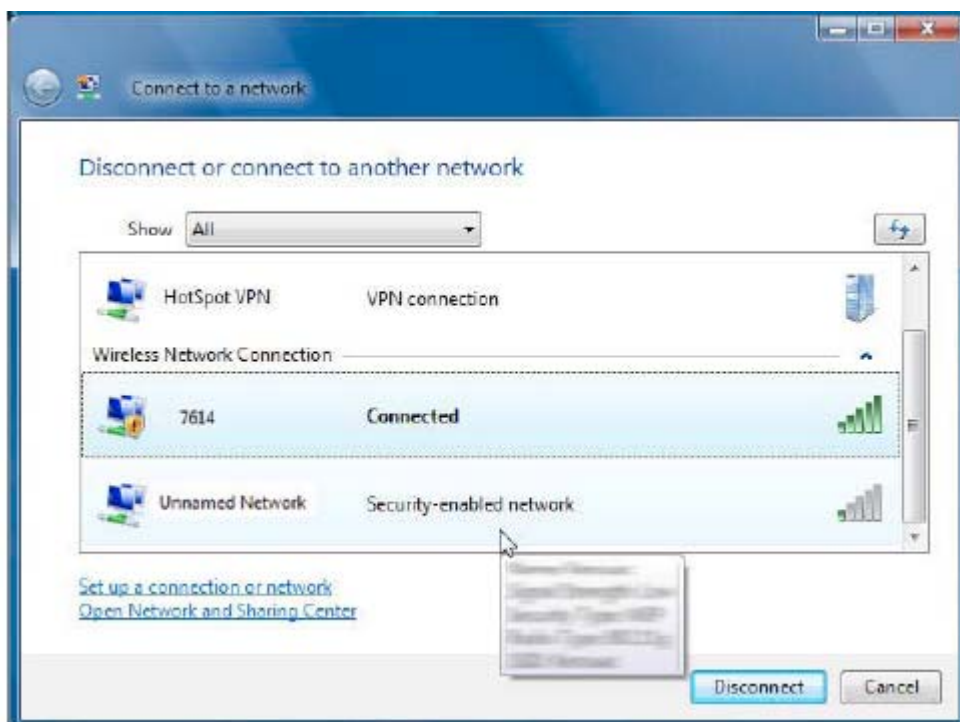 Connect to a network
Disconnect or connect to another network
Show All
HotSpot VPN VPN connection
Wireless Network Connection
7614 Connected
Unnamed Network Security-enabled network
Set up a connection or network
Open Network and Sharing Center
Disconnect Cancel